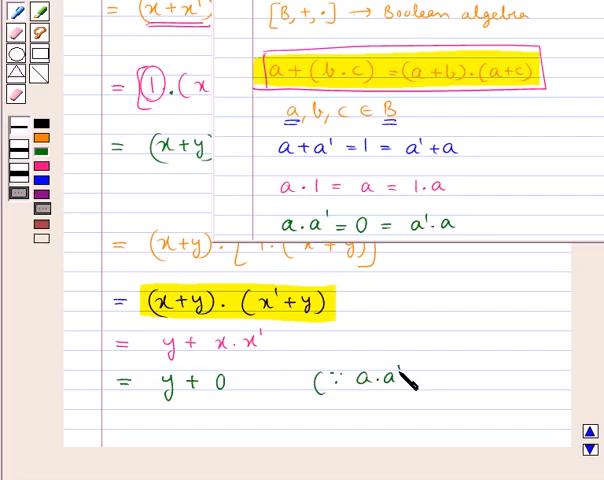 = (x+x')
= [1.(x
= (x+y)
[B, +, •] → Boolean algebra
a+(b.c) = (a+b).(a+c)
a, b, c ∈ B
a+a' = 1 = a'+a
a.1 = a = 1.a
a.a' = 0 = a'.a
= (x+y).[1.(x'+y)]
= (x+y).(x'+y)
= y + x.x'
= y + 0 (∵ a.a'